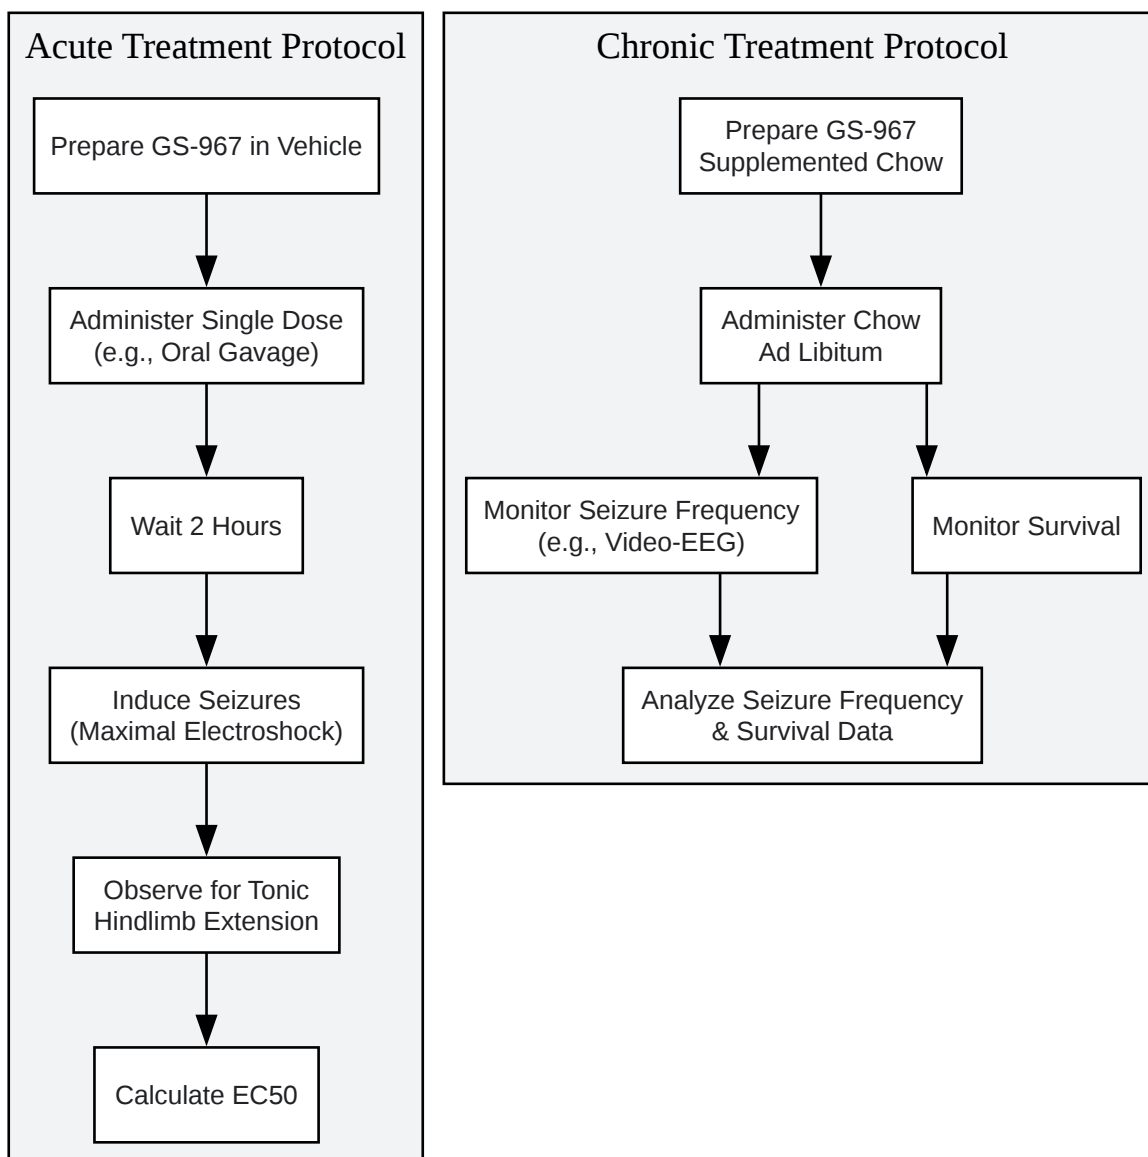 Acute Treatment Protocol
Prepare GS-967 in Vehicle
Administer Single Dose
(e.g., Oral Gavage)
Wait 2 Hours
Induce Seizures
(Maximal Electroshock)
Observe for Tonic
Hindlimb Extension
Calculate EC50
Chronic Treatment Protocol
Prepare GS-967
Supplemented Chow
Administer Chow
Ad Libitum
Monitor Seizure Frequency
(e.g., Video-EEG)
Monitor Survival
Analyze Seizure Frequency
& Survival Data